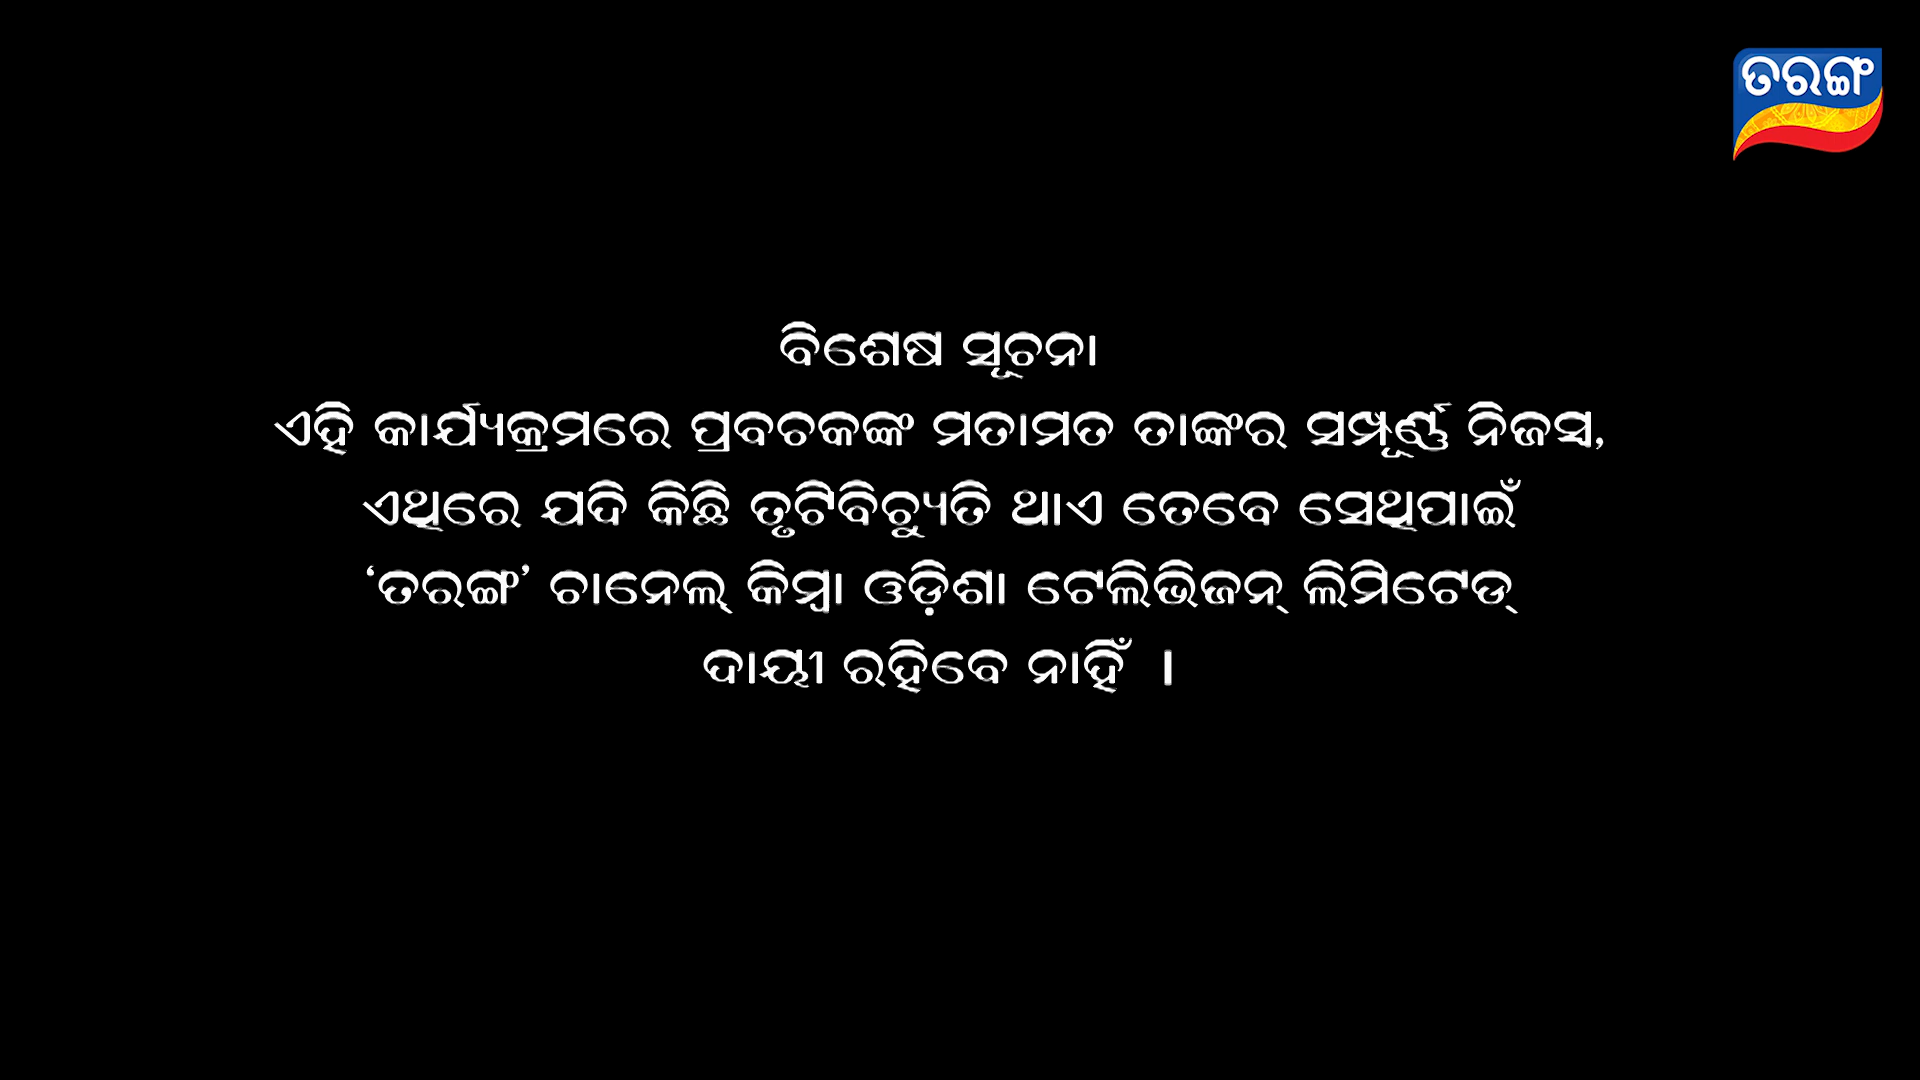 ତରଙ୍ଗ
ବିଶେଷ ସୂଚନା
ଏହି କାର୍ଯ୍ୟକ୍ରମରେ ପ୍ରବଚକଙ୍କ ମତାମତ ତାଙ୍କର ସମ୍ପୂର୍ଣ୍ଣ ନିଜସ୍ୱ,
ଏଥିରେ ଯଦି କିଛି ତୃଟିବିଚ୍ୟୁତି ଥାଏ ତେବେ ସେଥିପାଇଁ
‘ତରଙ୍ଗ’ ଚାନେଲ୍ କିମ୍ବା ଓଡ଼ିଶା ଟେଲିଭିଜନ୍ ଲିମିଟେଡ୍
ଦାୟୀ ରହିବେ ନାହିଁ ।